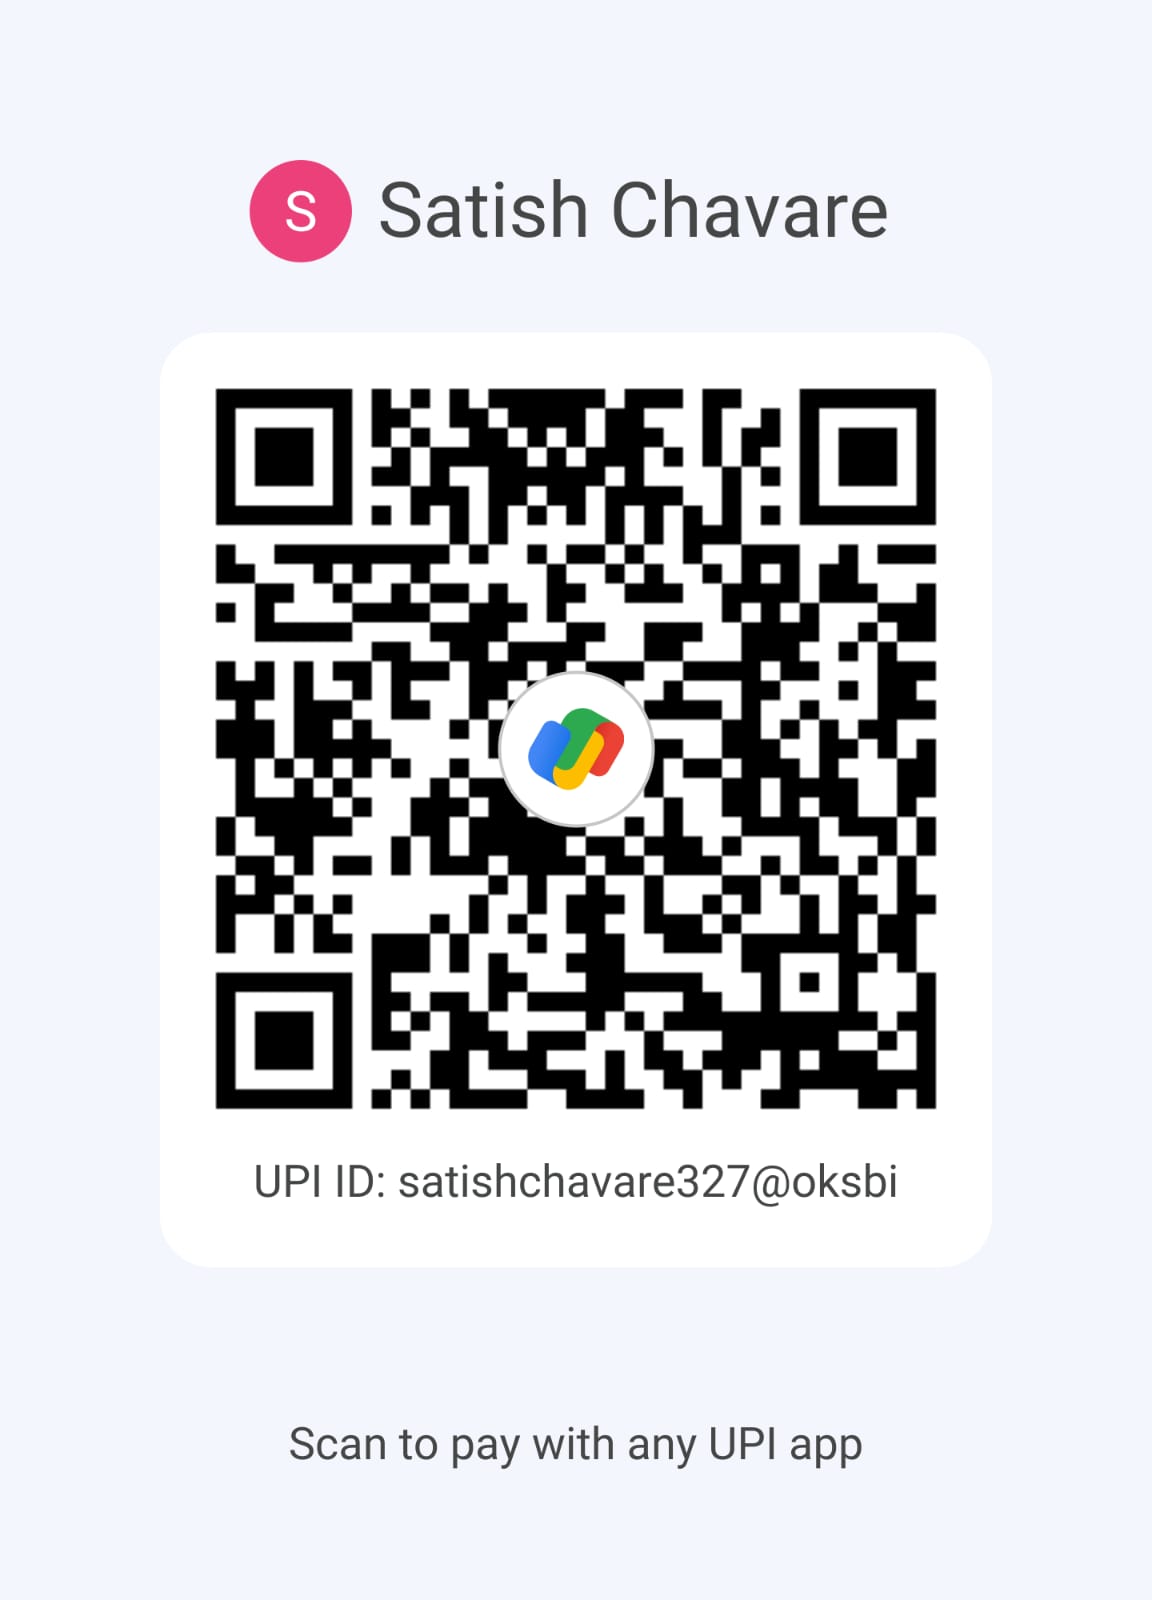 S
Satish Chavare
UPI ID: satishchavare327@oksbi
Scan to pay with any UPI app